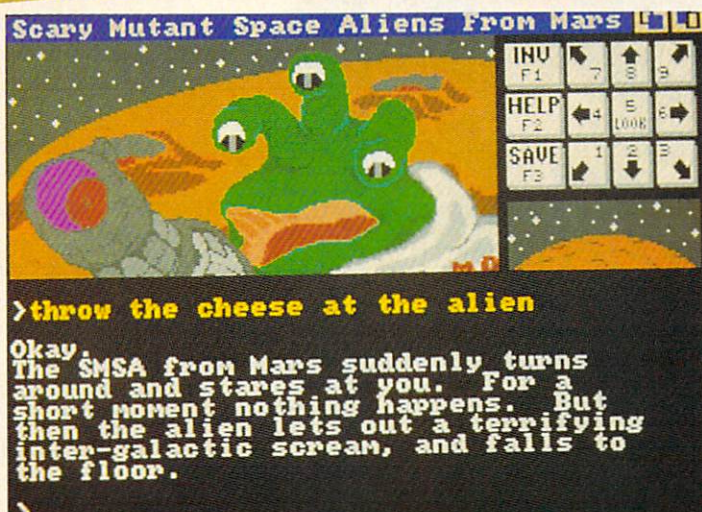 Scary Mutant Space Aliens From Mars
INV
F1
7
8
9
HELP
F2
4
5
LOOK
6
SAVE
F3
1
2
3
M.D
>throw the cheese at the alien
Okay.
The SMSA from Mars suddenly turns
around and stares at you. For a
short moment nothing happens. But
then the alien lets out a terrifying
inter-galactic scream, and falls to
the floor.
>